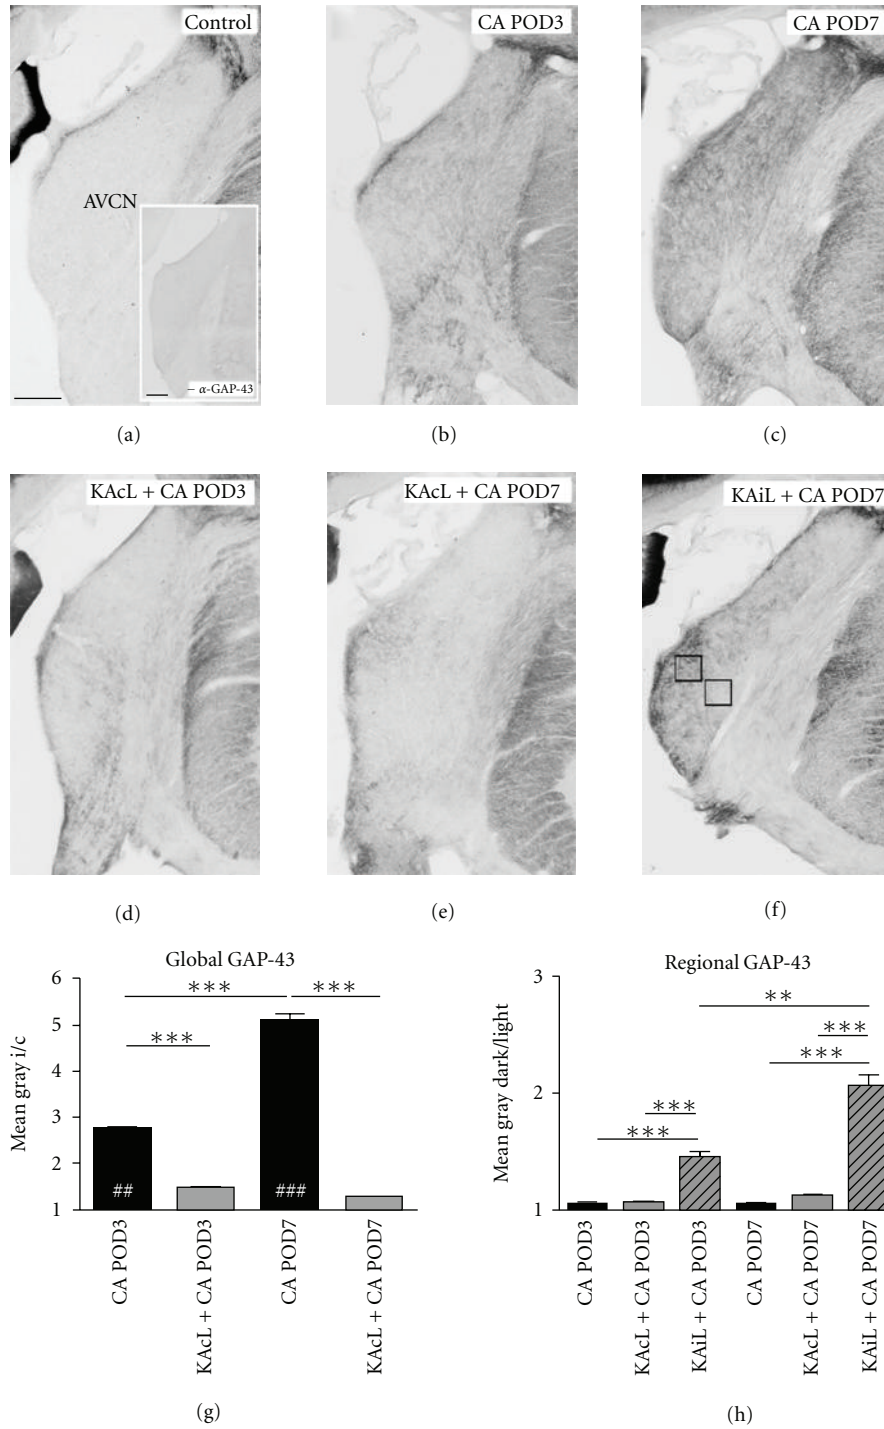 Control
CA POD3
CA POD7
AVCN
– α-GAP-43
(a)
(b)
(c)
KAcL + CA POD3
KAcL + CA POD7
KAiL + CA POD7
(d)
(e)
(f)
Global GAP-43
Mean gray i/c
6
5
4
3
2
1
***
***
***
##
###
CA POD3
KAcL + CA POD3
CA POD7
KAcL + CA POD7
(g)
Regional GAP-43
Mean gray dark/light
3
2
1
**
***
***
***
***
CA POD3
KAcL + CA POD3
KAiL + CA POD3
CA POD7
KAcL + CA POD7
KAiL + CA POD7
(h)